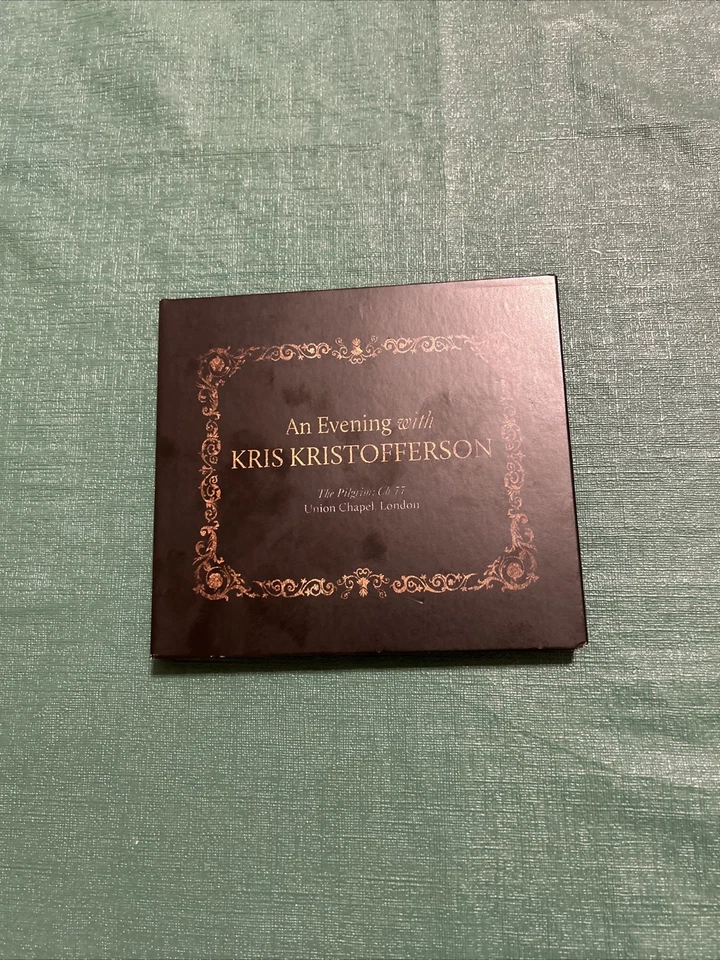 An Evening with
KRIS KRISTOFFERSON
The Pilgrim: Ch 77
Union Chapel, London